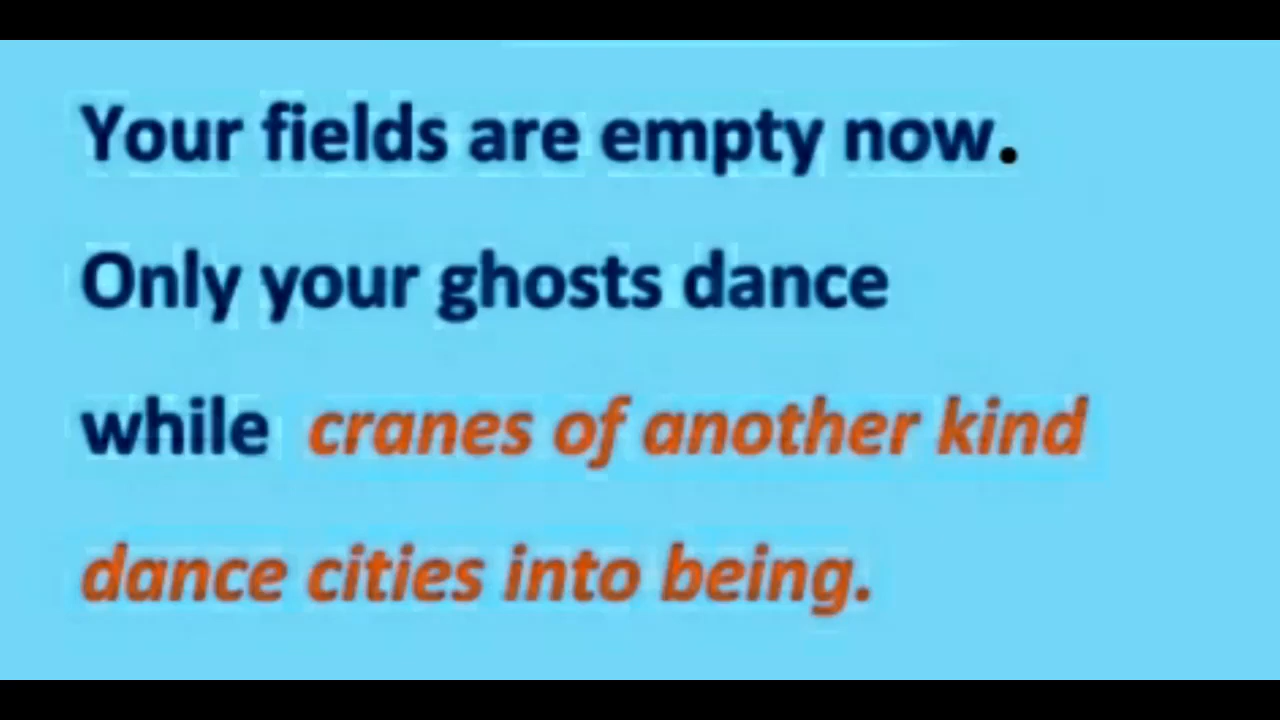 Your fields are empty now.
Only your ghosts dance
while cranes of another kind
dance cities into being.